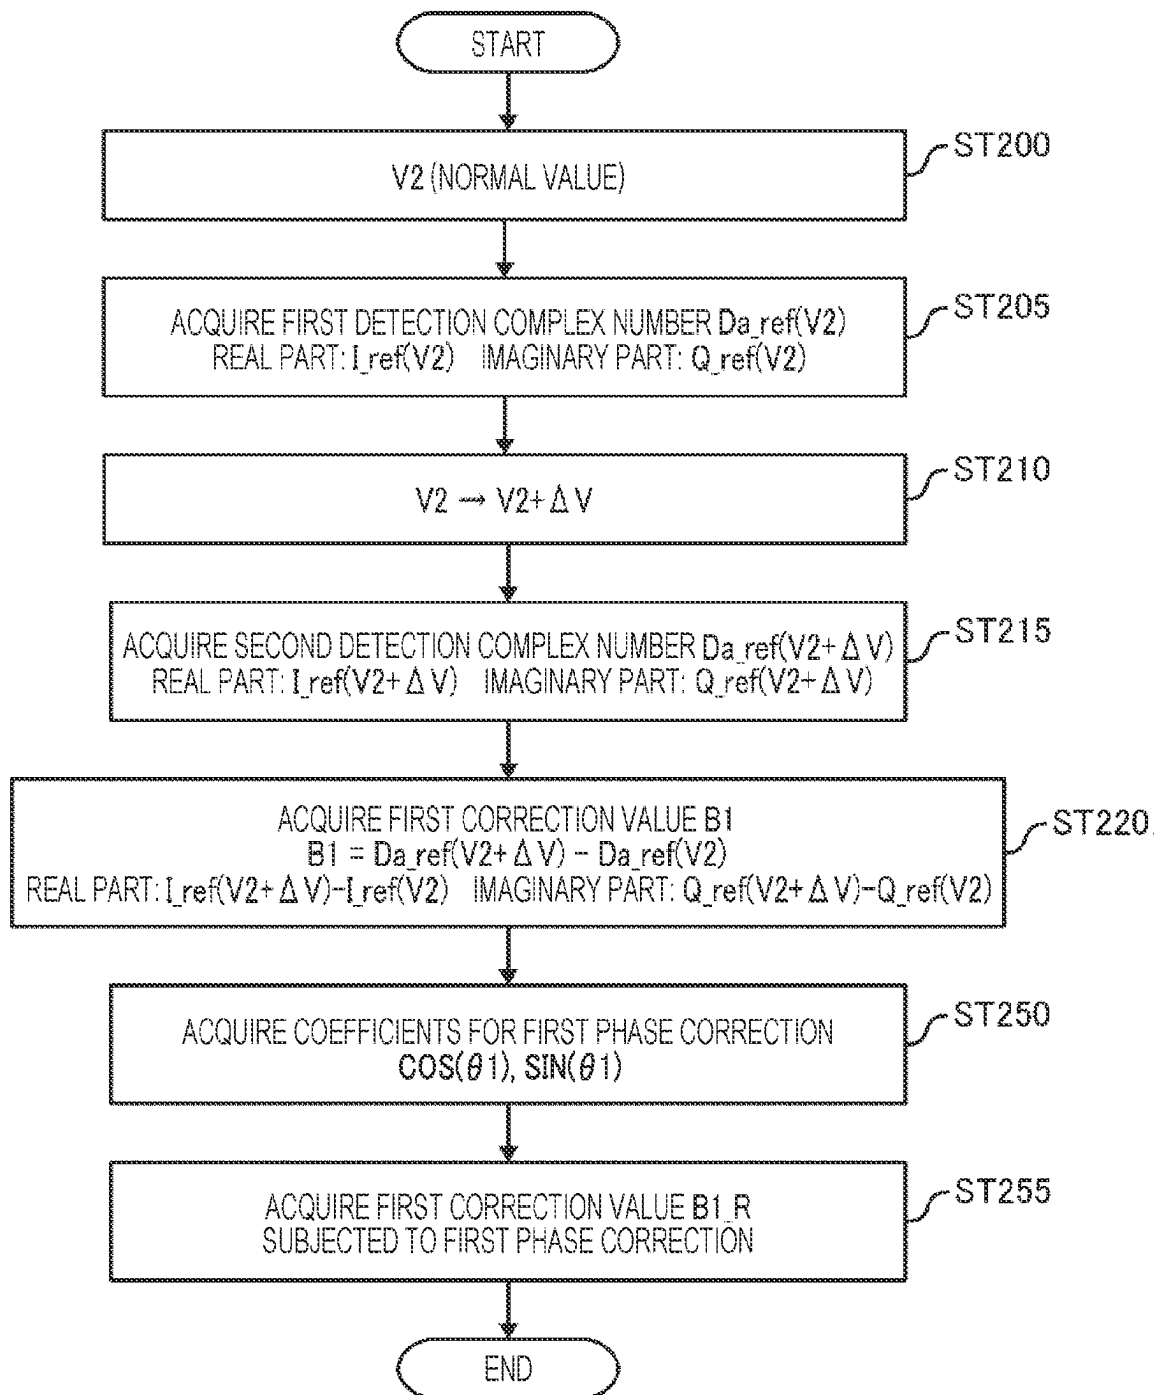 START
V2 (NORMAL VALUE)
ST200
ACQUIRE FIRST DETECTION COMPLEX NUMBER Da_ref(V2)
REAL PART: I_ref(V2) IMAGINARY PART: Q_ref(V2)
ST205
V2 → V2+ΔV
ST210
ACQUIRE SECOND DETECTION COMPLEX NUMBER Da_ref(V2+ΔV)
REAL PART: I_ref(V2+ΔV) IMAGINARY PART: Q_ref(V2+ΔV)
ST215
ACQUIRE FIRST CORRECTION VALUE B1
B1 = Da_ref(V2+ΔV) - Da_ref(V2)
REAL PART: I_ref(V2+ΔV)-I_ref(V2) IMAGINARY PART: Q_ref(V2+ΔV)-Q_ref(V2)
ST220
ACQUIRE COEFFICIENTS FOR FIRST PHASE CORRECTION
COS(θ1), SIN(θ1)
ST250
ACQUIRE FIRST CORRECTION VALUE B1_R
SUBJECTED TO FIRST PHASE CORRECTION
ST255
END